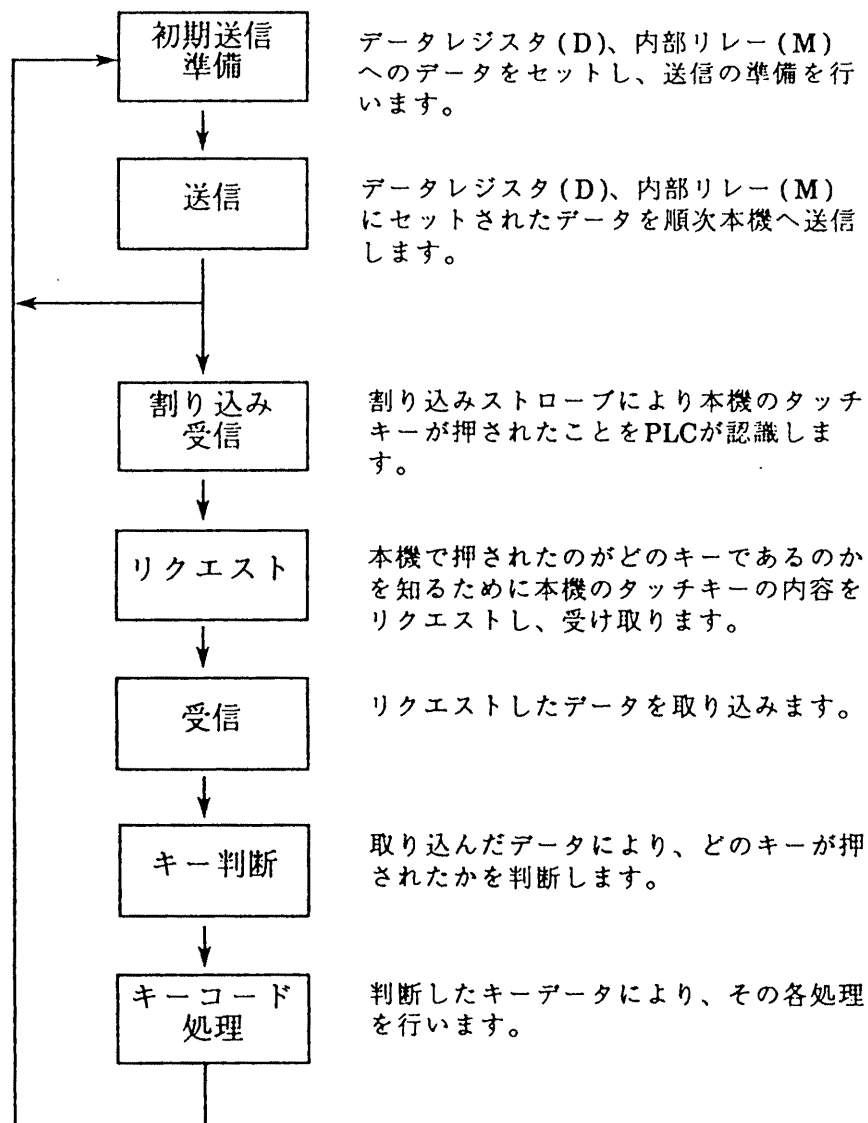 初期送信
準備
データレジスタ(D)、内部リレー(M)
へのデータをセットし、送信の準備を行
います。
送信
データレジスタ(D)、内部リレー(M)
にセットされたデータを順次本機へ送信
します。
割り込み
受信
割り込みストローブにより本機のタッチ
キーが押されたことをPLCが認識しま
す。
リクエスト
本機で押されたのがどのキーであるのか
を知るために本機のタッチキーの内容を
リクエストし、受け取ります。
受信
リクエストしたデータを取り込みます。
キー判断
取り込んだデータにより、どのキーが押
されたかを判断します。
キーコード
処理
判断したキーデータにより、その各処理
を行います。